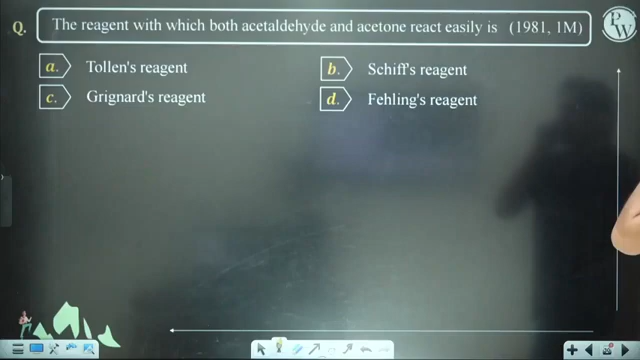 Q. The reagent with which both acetaldehyde and acetone react easily is (1981, 1M)
PW
a. Tollen's reagent
b. Schiff's reagent
c. Grignard's reagent
d. Fehling's reagent